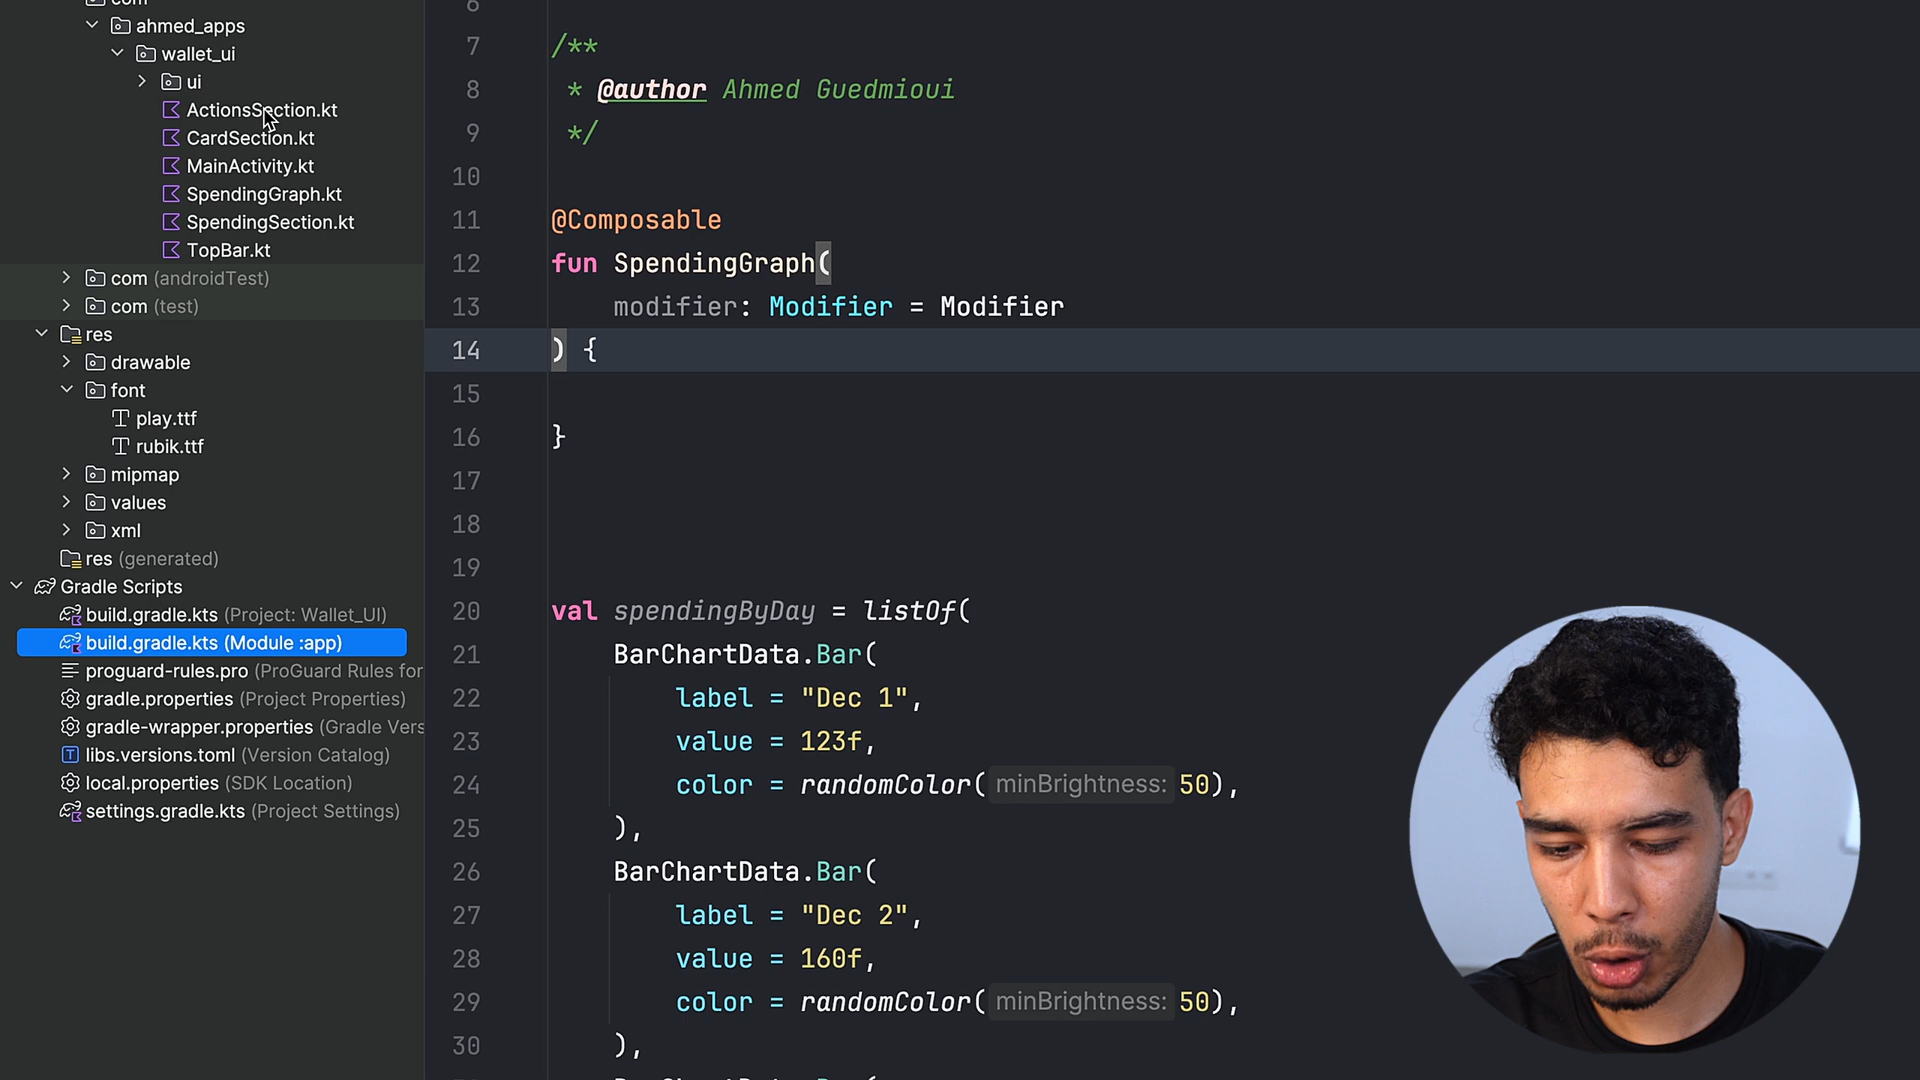 com
ahmed_apps
wallet_ui
ui
ActionsSection.kt
CardSection.kt
MainActivity.kt
SpendingGraph.kt
SpendingSection.kt
TopBar.kt
com (androidTest)
com (test)
res
drawable
font
play.ttf
rubik.ttf
mipmap
values
xml
res (generated)
Gradle Scripts
build.gradle.kts (Project: Wallet_UI)
build.gradle.kts (Module :app)
proguard-rules.pro (ProGuard Rules for
gradle.properties (Project Properties)
gradle-wrapper.properties (Gradle Vers
libs.versions.toml (Version Catalog)
local.properties (SDK Location)
settings.gradle.kts (Project Settings)
6
7 /**
8 * @author Ahmed Guedmioui
9 */
10
11 @Composable
12 fun SpendingGraph(
13 modifier: Modifier = Modifier
14 ) {
15
16 }
17
18
19
20 val spendingByDay = listOf(
21 BarChartData.Bar(
22 label = "Dec 1",
23 value = 123f,
24 color = randomColor( minBrightness: 50),
25 ),
26 BarChartData.Bar(
27 label = "Dec 2",
28 value = 160f,
29 color = randomColor( minBrightness: 50),
30 ),